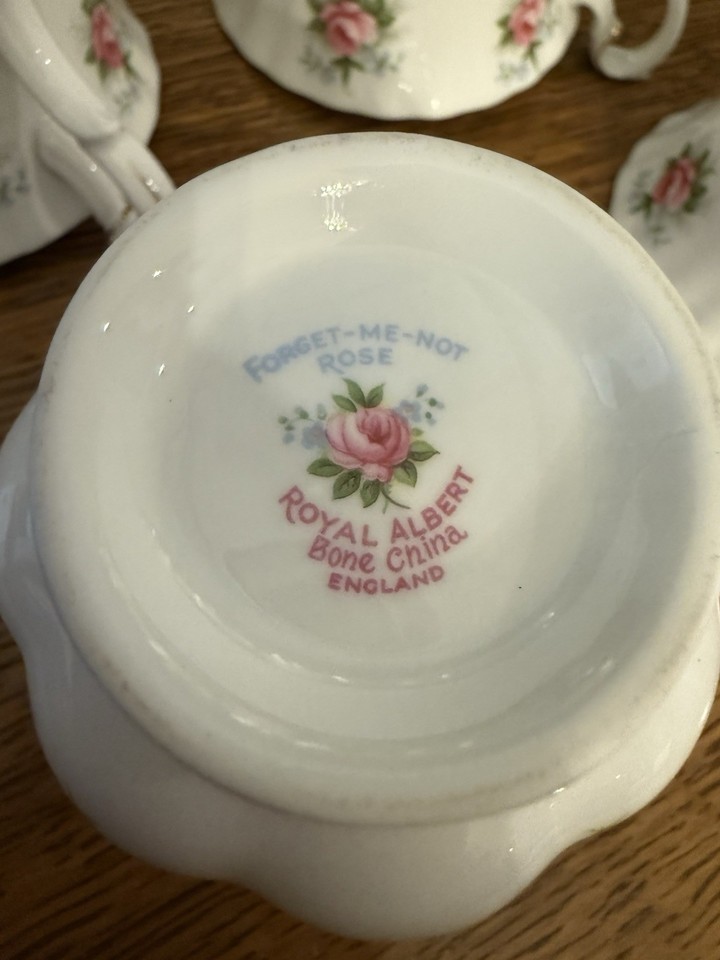 FORGET-ME-NOT
ROSE
ROYAL ALBERT
Bone China
ENGLAND